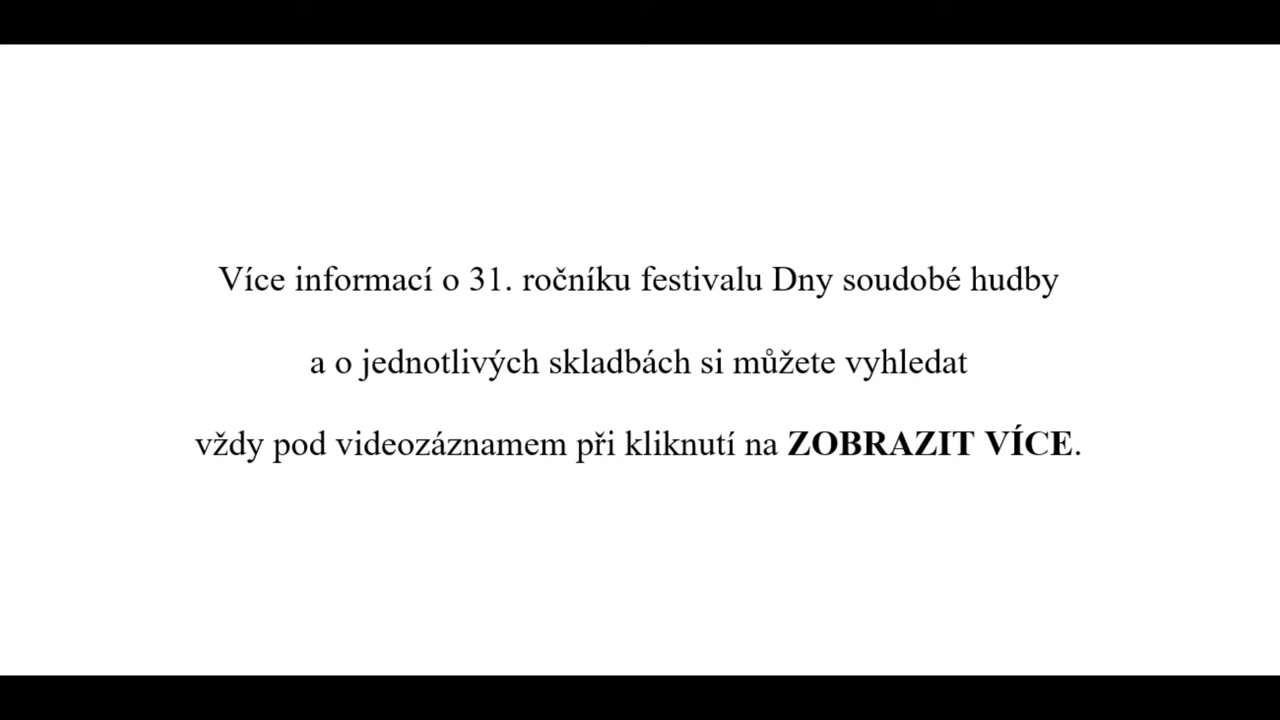 Více informací o 31. ročníku festivalu Dny soudobé hudby
a o jednotlivých skladbách si můžete vyhledat
vždy pod videozáznamem při kliknutí na ZOBRAZIT VÍCE.